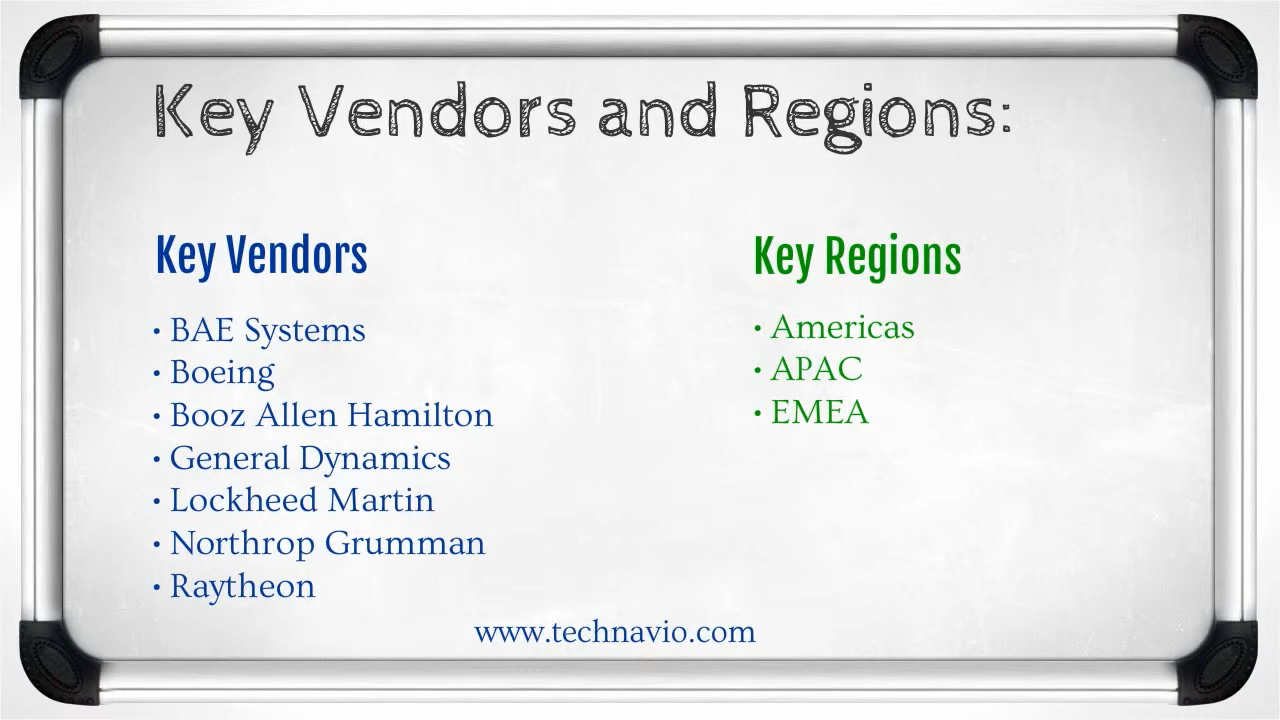 Key Vendors and Regions:
Key Vendors
• BAE Systems
• Boeing
• Booz Allen Hamilton
• General Dynamics
• Lockheed Martin
• Northrop Grumman
• Raytheon
Key Regions
• Americas
• APAC
• EMEA
www.technavio.com